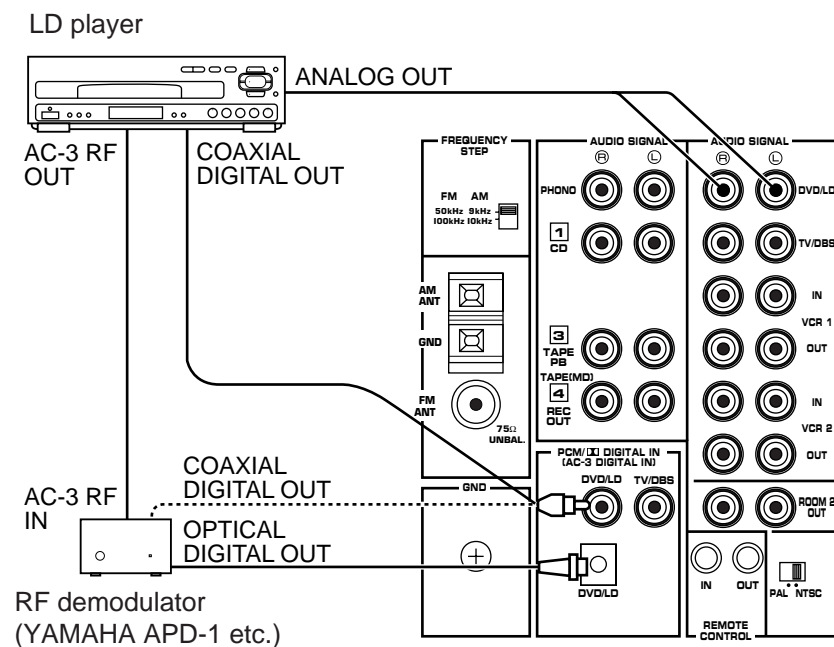 LD player
ANALOG OUT
AC-3 RF
OUT
COAXIAL
DIGITAL OUT
FREQUENCY
STEP
FM AM
50kHz 9kHz
100kHz 10kHz
AM
ANT
GND
FM
ANT
75Ω
UNBAL.
GND
AUDIO SIGNAL
R L
PHONO
1
CD
3
TAPE
PB
TAPE(MD)
4
REC
OUT
AUDIO SIGNAL
R L
DVD/LD
TV/DBS
IN
VCR 1
OUT
IN
VCR 2
OUT
ROOM 2
OUT
PCM/ DIGITAL IN
(AC-3 DIGITAL IN)
DVD/LD TV/DBS
DVD/LD
IN OUT
REMOTE
CONTROL
PAL NTSC
COAXIAL
DIGITAL OUT
AC-3 RF
IN
OPTICAL
DIGITAL OUT
RF demodulator
(YAMAHA APD-1 etc.)